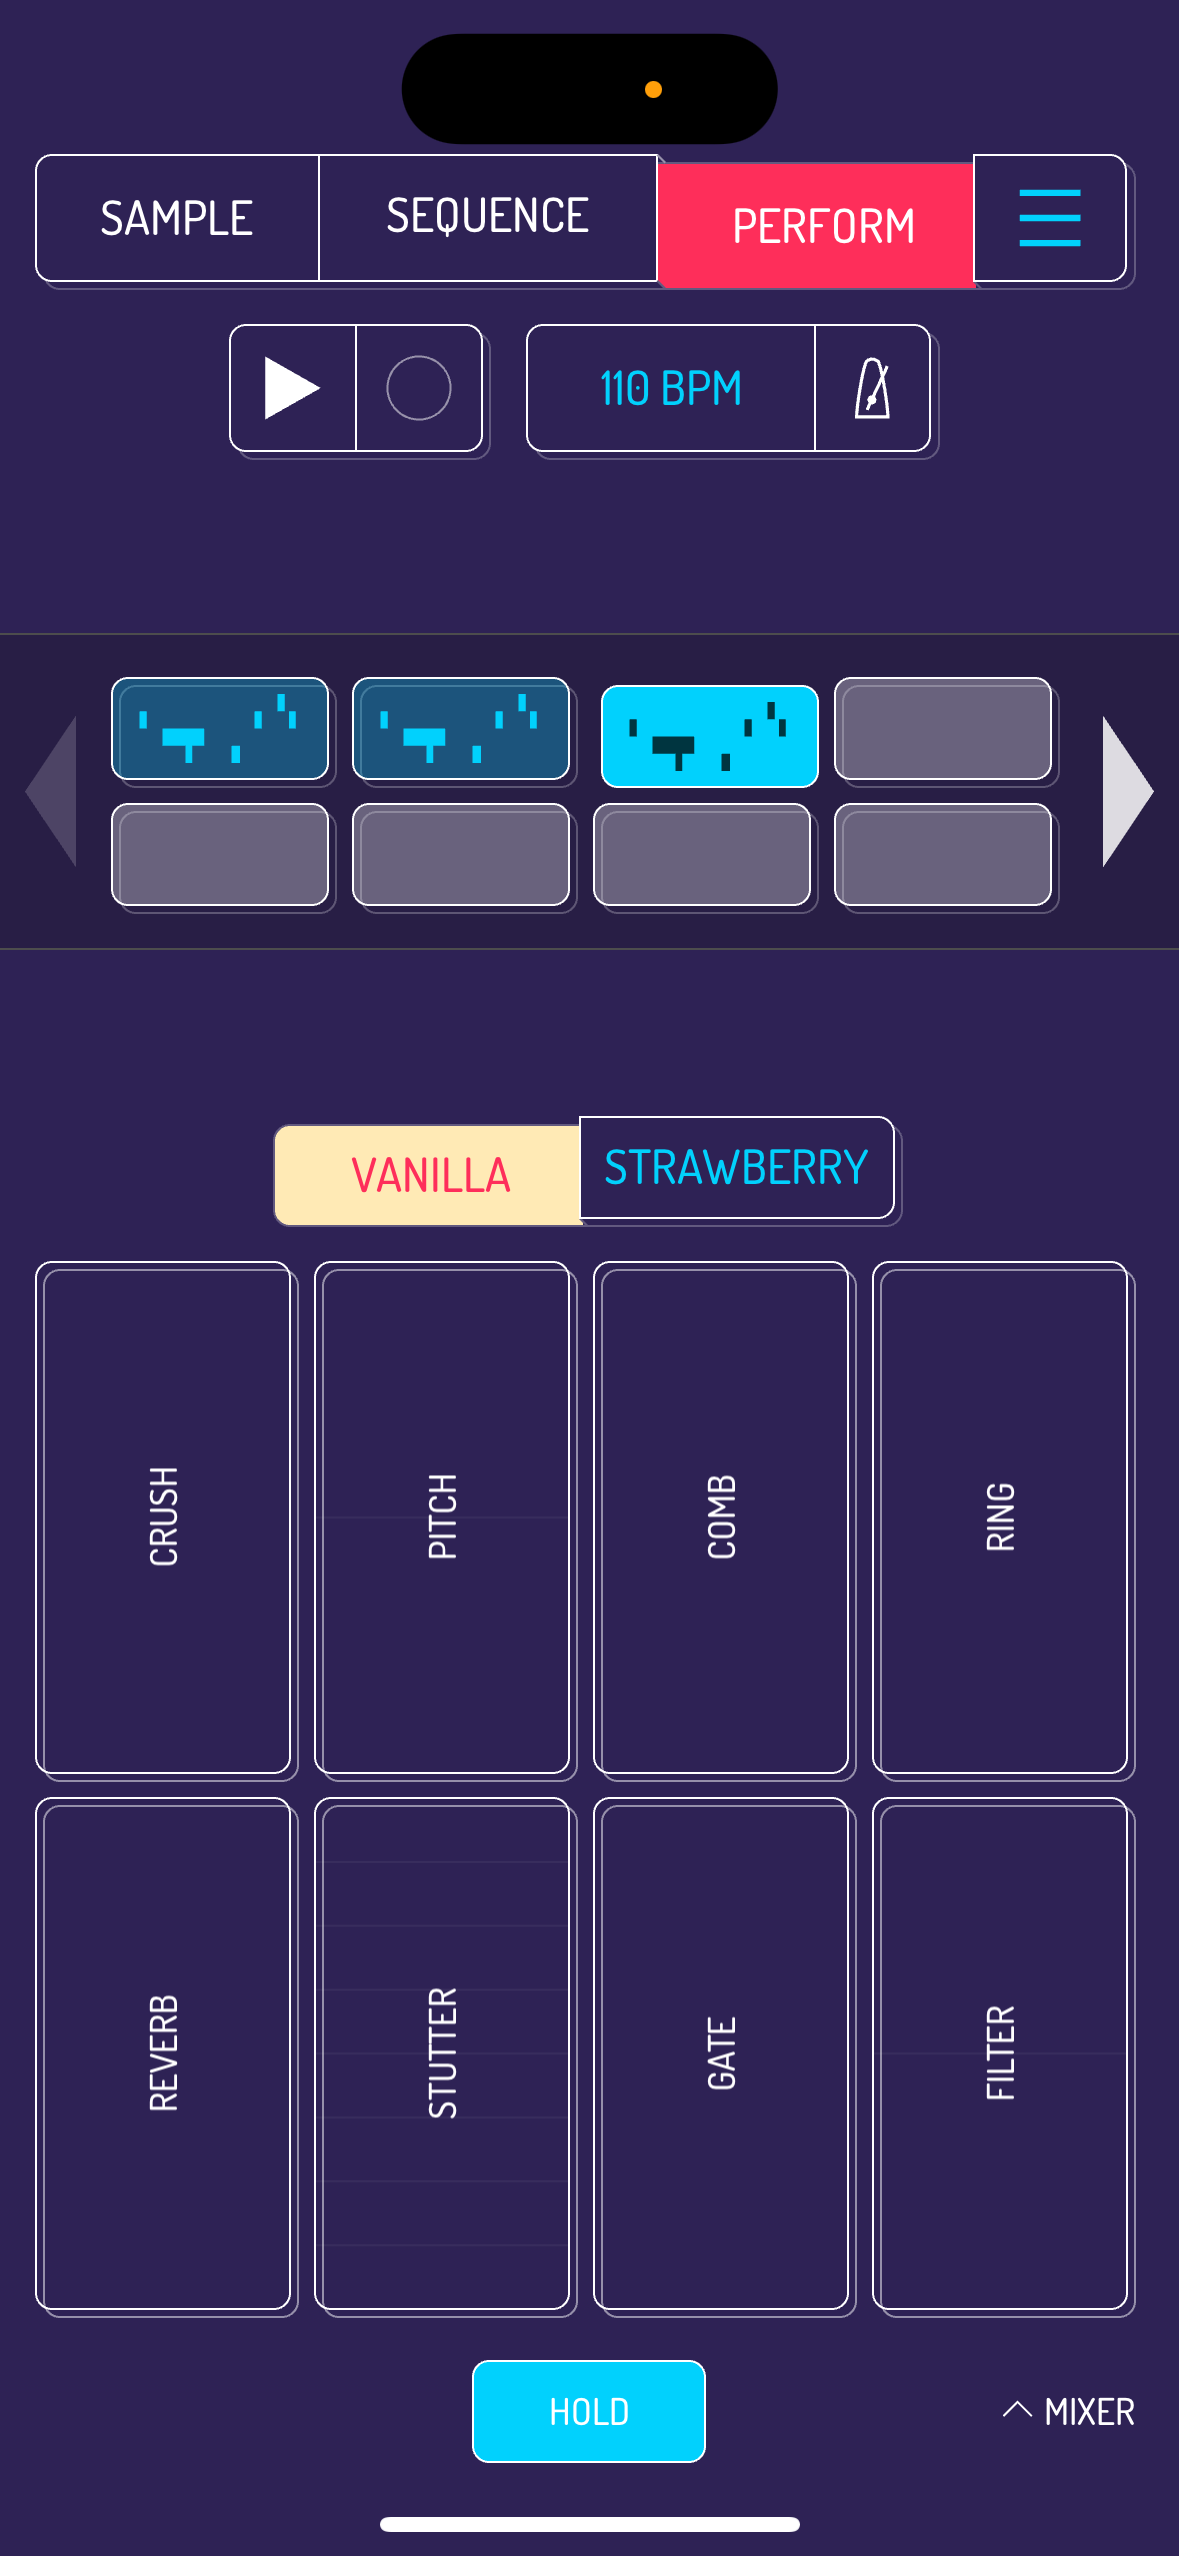 SAMPLE SEQUENCE PERFORM
110 BPM
VANILLA STRAWBERRY
CRUSH PITCH COMB RING
REVERB STUTTER GATE FILTER
HOLD MIXER